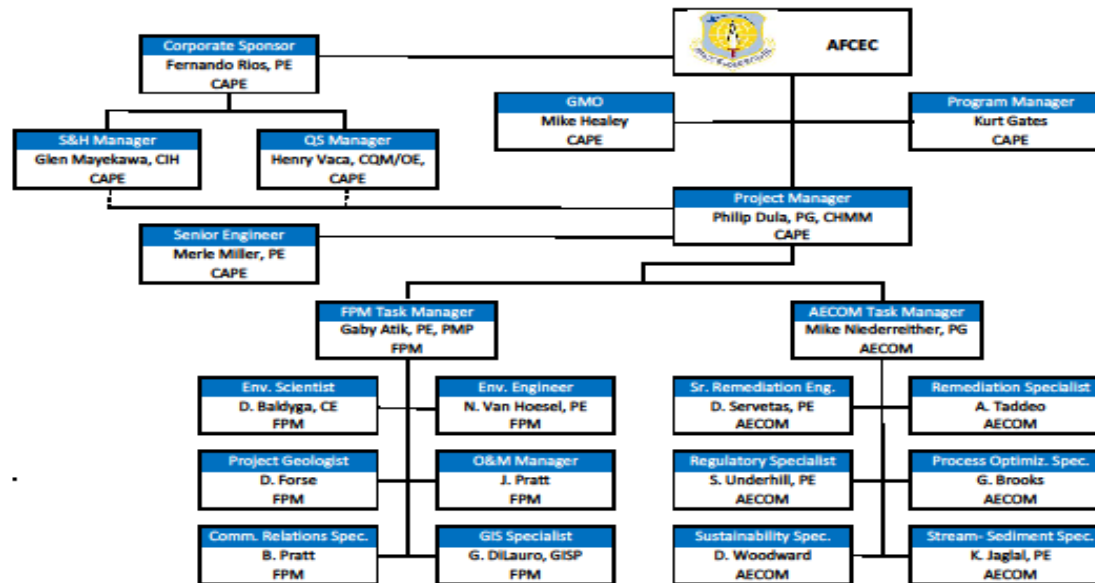 Corporate Sponsor
Fernando Rios, PE
CAPE
AFCEC
GMO
Mike Healey
CAPE
Program Manager
Kurt Gates
CAPE
S&H Manager
Glen Mayekawa, CIH
CAPE
QS Manager
Henry Vaca, CQM/OE,
CAPE
Project Manager
Philip Dula, PG, CHMM
CAPE
Senior Engineer
Merle Miller, PE
CAPE
FPM Task Manager
Gaby Atik, PE, PMP
FPM
AECOM Task Manager
Mike Niederreither, PG
AECOM
Env. Scientist
D. Baldyga, CE
FPM
Env. Engineer
N. Van Hoesel, PE
FPM
Sr. Remediation Eng.
D. Servetas, PE
AECOM
Remediation Specialist
A. Taddeo
AECOM
Project Geologist
D. Forse
FPM
O&M Manager
J. Pratt
FPM
Regulatory Specialist
S. Underhill, PE
AECOM
Process Optimiz. Spec.
G. Brooks
AECOM
Comm. Relations Spec.
B. Pratt
FPM
GIS Specialist
G. DiLauro, GISP
FPM
Sustainability Spec.
D. Woodward
AECOM
Stream- Sediment Spec.
K. Jaglal, PE
AECOM